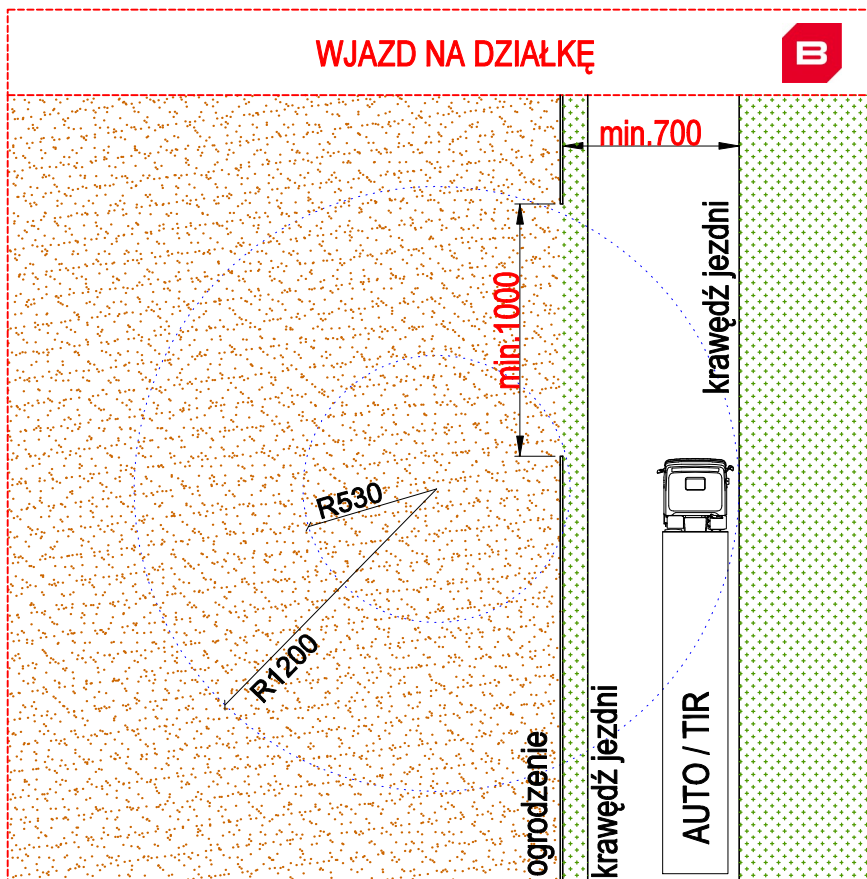 WJAZD NA DZIAŁKĘ
B
min.700
krawędź jezdni
min.1000
R530
R1200
ogrodzenie
krawędź jezdni
AUTO / TIR